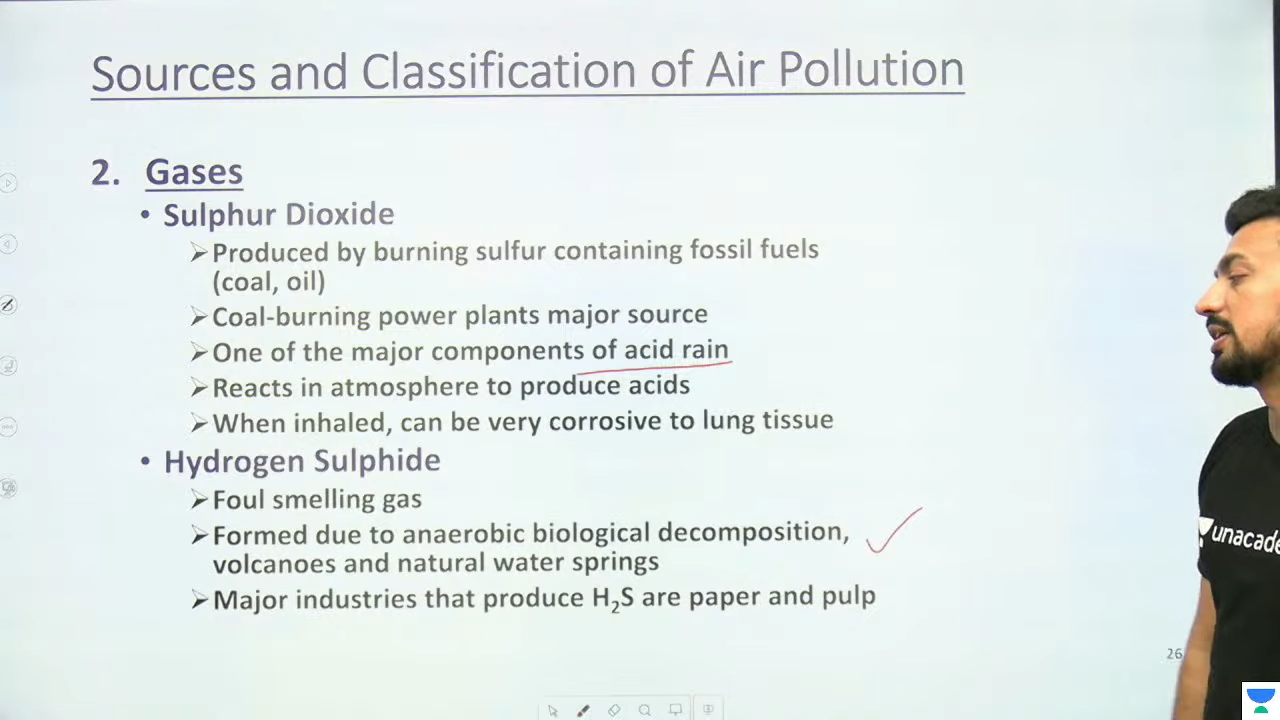 Sources and Classification of Air Pollution
2. Gases
• Sulphur Dioxide
➢Produced by burning sulfur containing fossil fuels
(coal, oil)
➢Coal-burning power plants major source
➢One of the major components of acid rain
➢Reacts in atmosphere to produce acids
➢When inhaled, can be very corrosive to lung tissue
• Hydrogen Sulphide
➢Foul smelling gas
➢Formed due to anaerobic biological decomposition,
volcanoes and natural water springs
➢Major industries that produce H₂S are paper and pulp
unacade
26